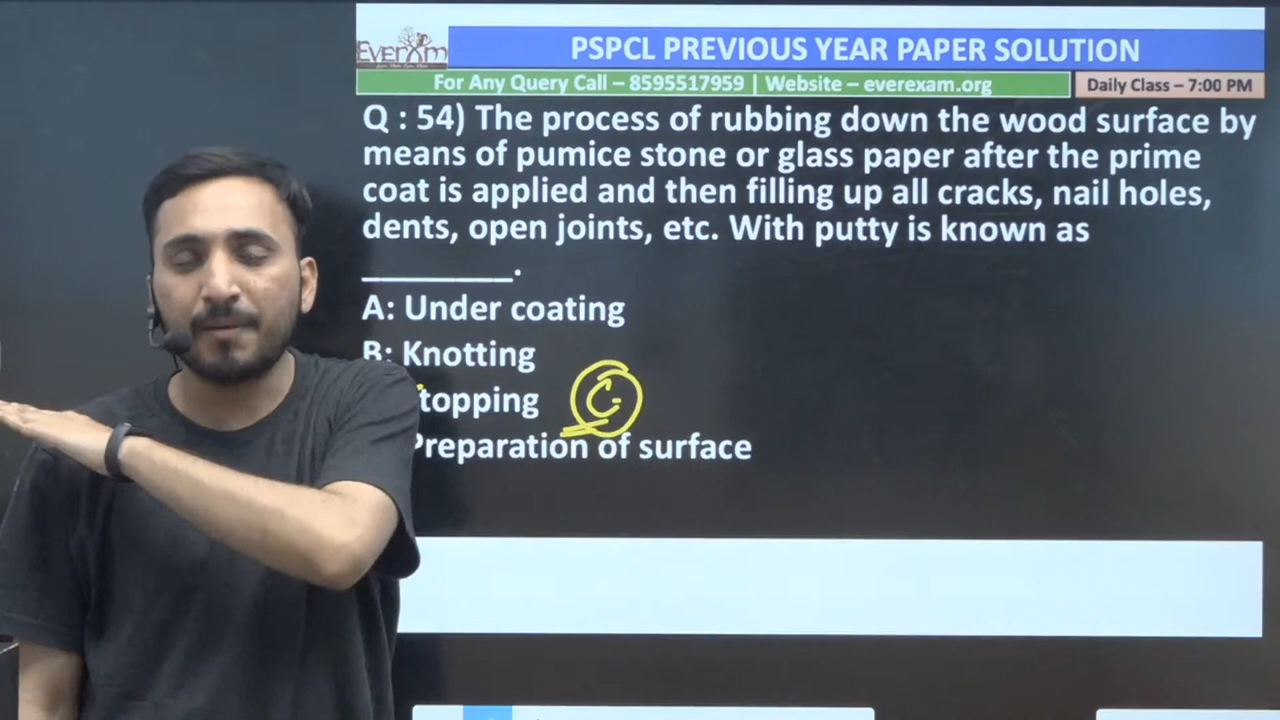 EVEREXAM
PSPCL PREVIOUS YEAR PAPER SOLUTION
For Any Query Call – 8595517959 | Website – everexam.org
Daily Class – 7:00 PM
Q : 54) The process of rubbing down the wood surface by
means of pumice stone or glass paper after the prime
coat is applied and then filling up all cracks, nail holes,
dents, open joints, etc. With putty is known as
________.
A: Under coating
B: Knotting
topping C
Preparation of surface